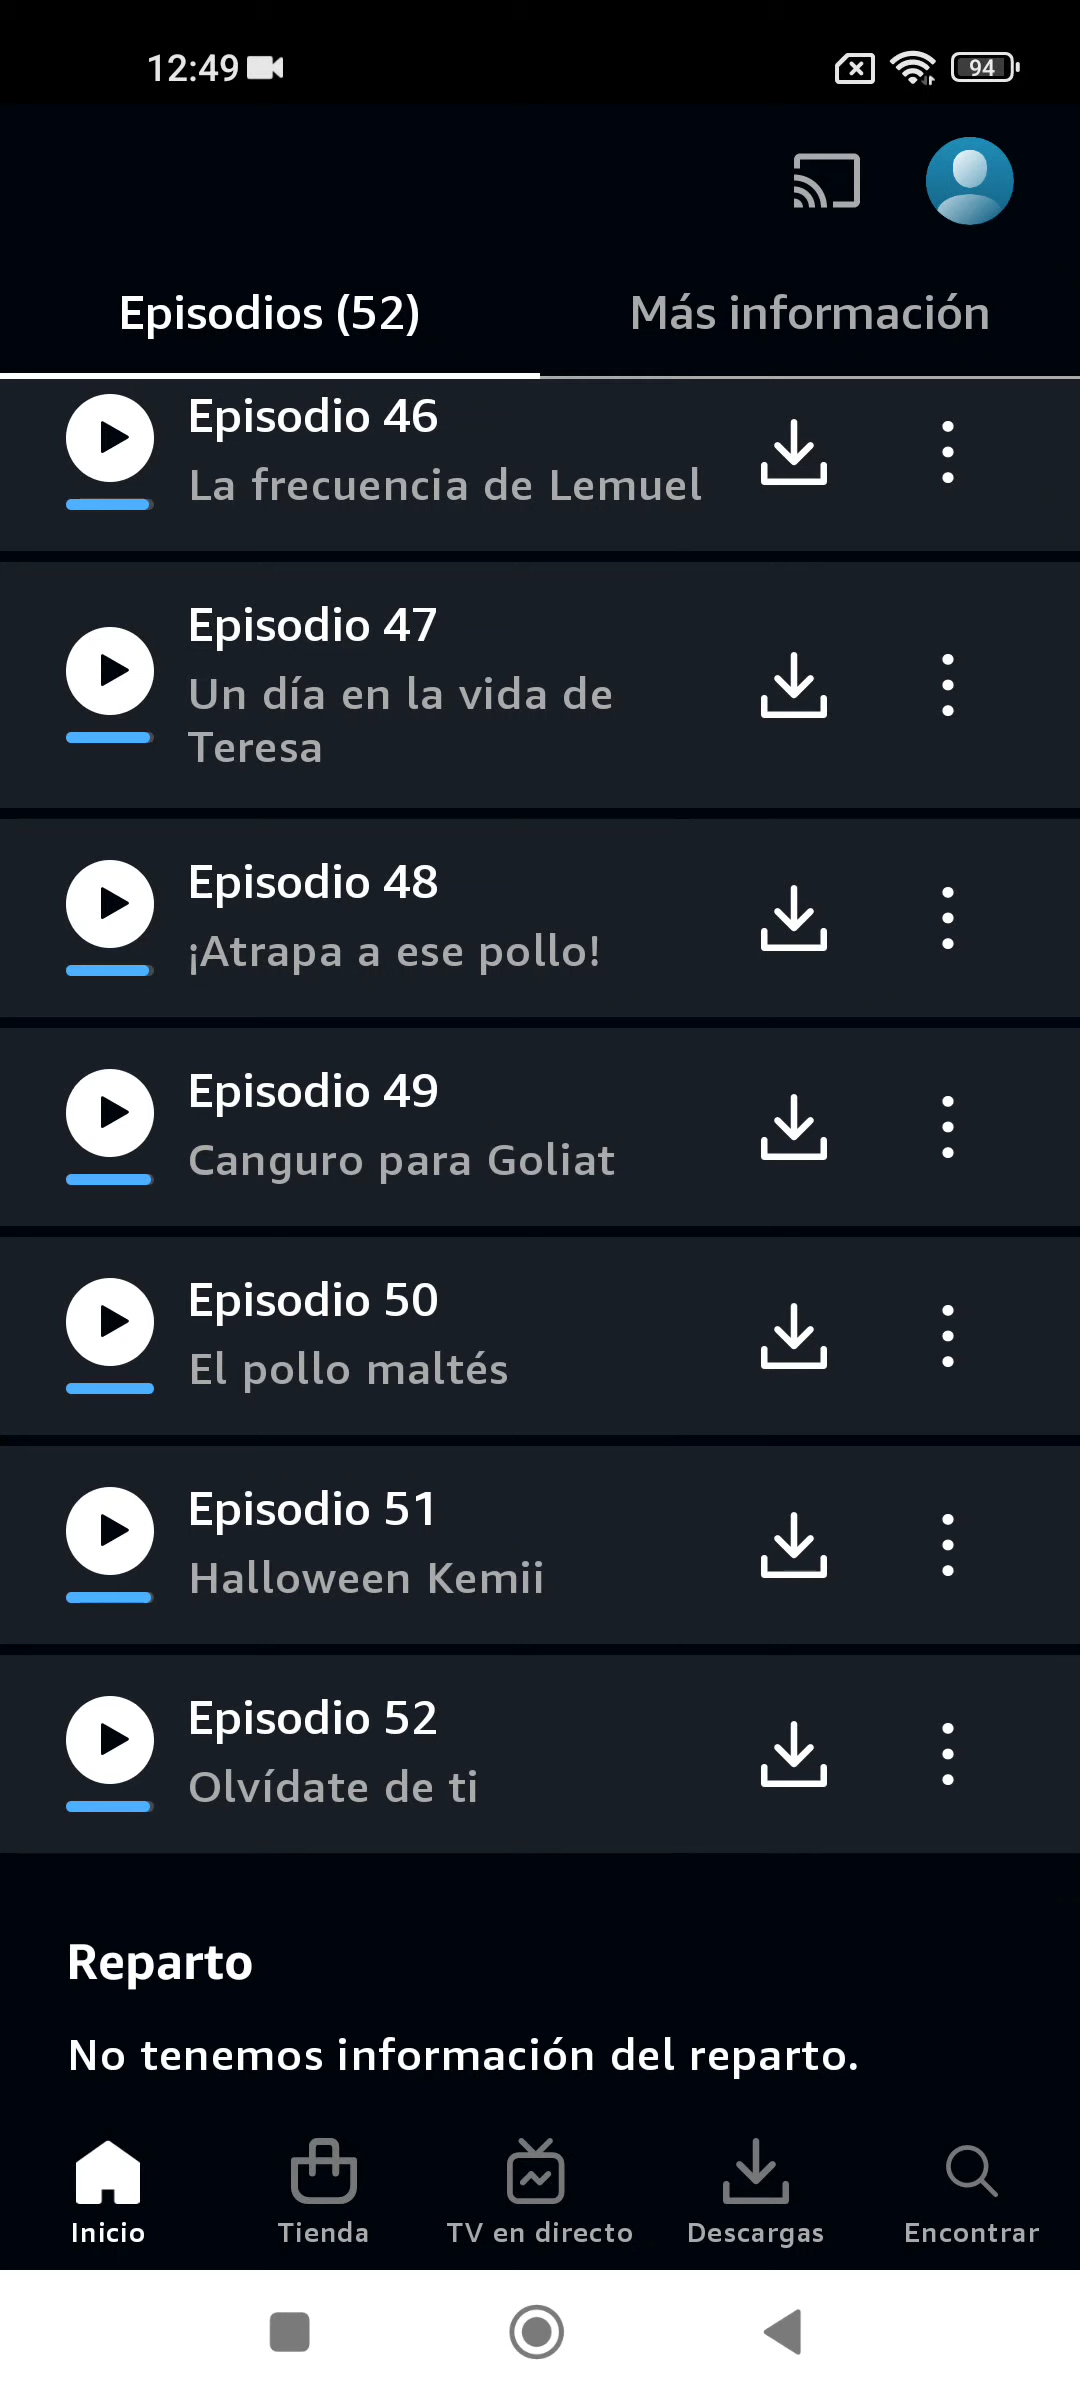 12:49
94
Episodios (52)
Más información
Episodio 46
La frecuencia de Lemuel
Episodio 47
Un día en la vida de
Teresa
Episodio 48
¡Atrapa a ese pollo!
Episodio 49
Canguro para Goliat
Episodio 50
El pollo maltés
Episodio 51
Halloween Kemii
Episodio 52
Olvídate de ti
Reparto
No tenemos información del reparto.
Inicio
Tienda
TV en directo
Descargas
Encontrar